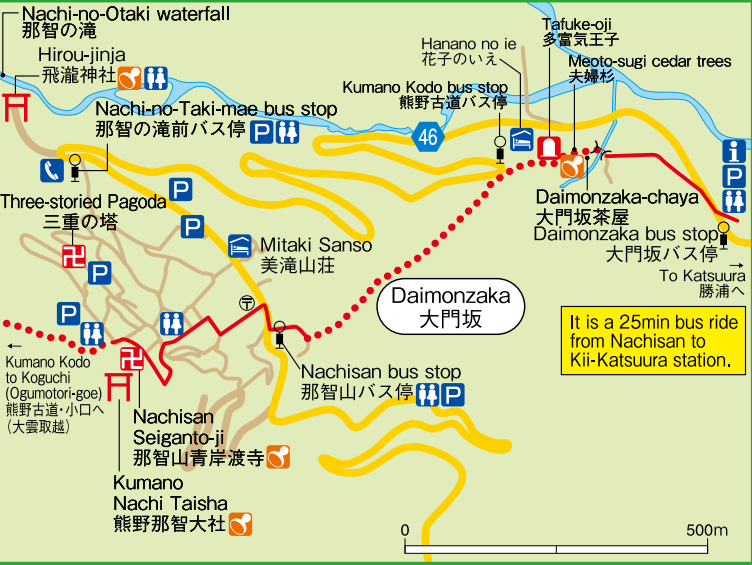 Nachi-no-Otaki waterfall
那智の滝
Hirou-jinja
飛瀧神社
Nachi-no-Taki-mae bus stop
那智の滝前バス停
P
Hanano no ie
花子のいえ
Tafuke-oji
多富気王子
Meoto-sugi cedar trees
夫婦杉
Kumano Kodo bus stop
熊野古道バス停
46
i
P
Three-storied Pagoda
三重の塔
卍
P
P
P
P
Mitaki Sanso
美滝山荘
Daimonzaka-chaya
大門坂茶屋
Daimonzaka bus stop
大門坂バス停
→
To Katsuura
勝浦へ
Daimonzaka
大門坂
It is a 25min bus ride
from Nachisan to
Kii-Katsuura station.
〒
卍
←
Kumano Kodo
to Koguchi
(Ogumotori-goe)
熊野古道・小口へ
（大雲取越）
Nachisan bus stop
那智山バス停
P
Nachisan
Seiganto-ji
那智山青岸渡寺
Kumano
Nachi Taisha
熊野那智大社
0
500m